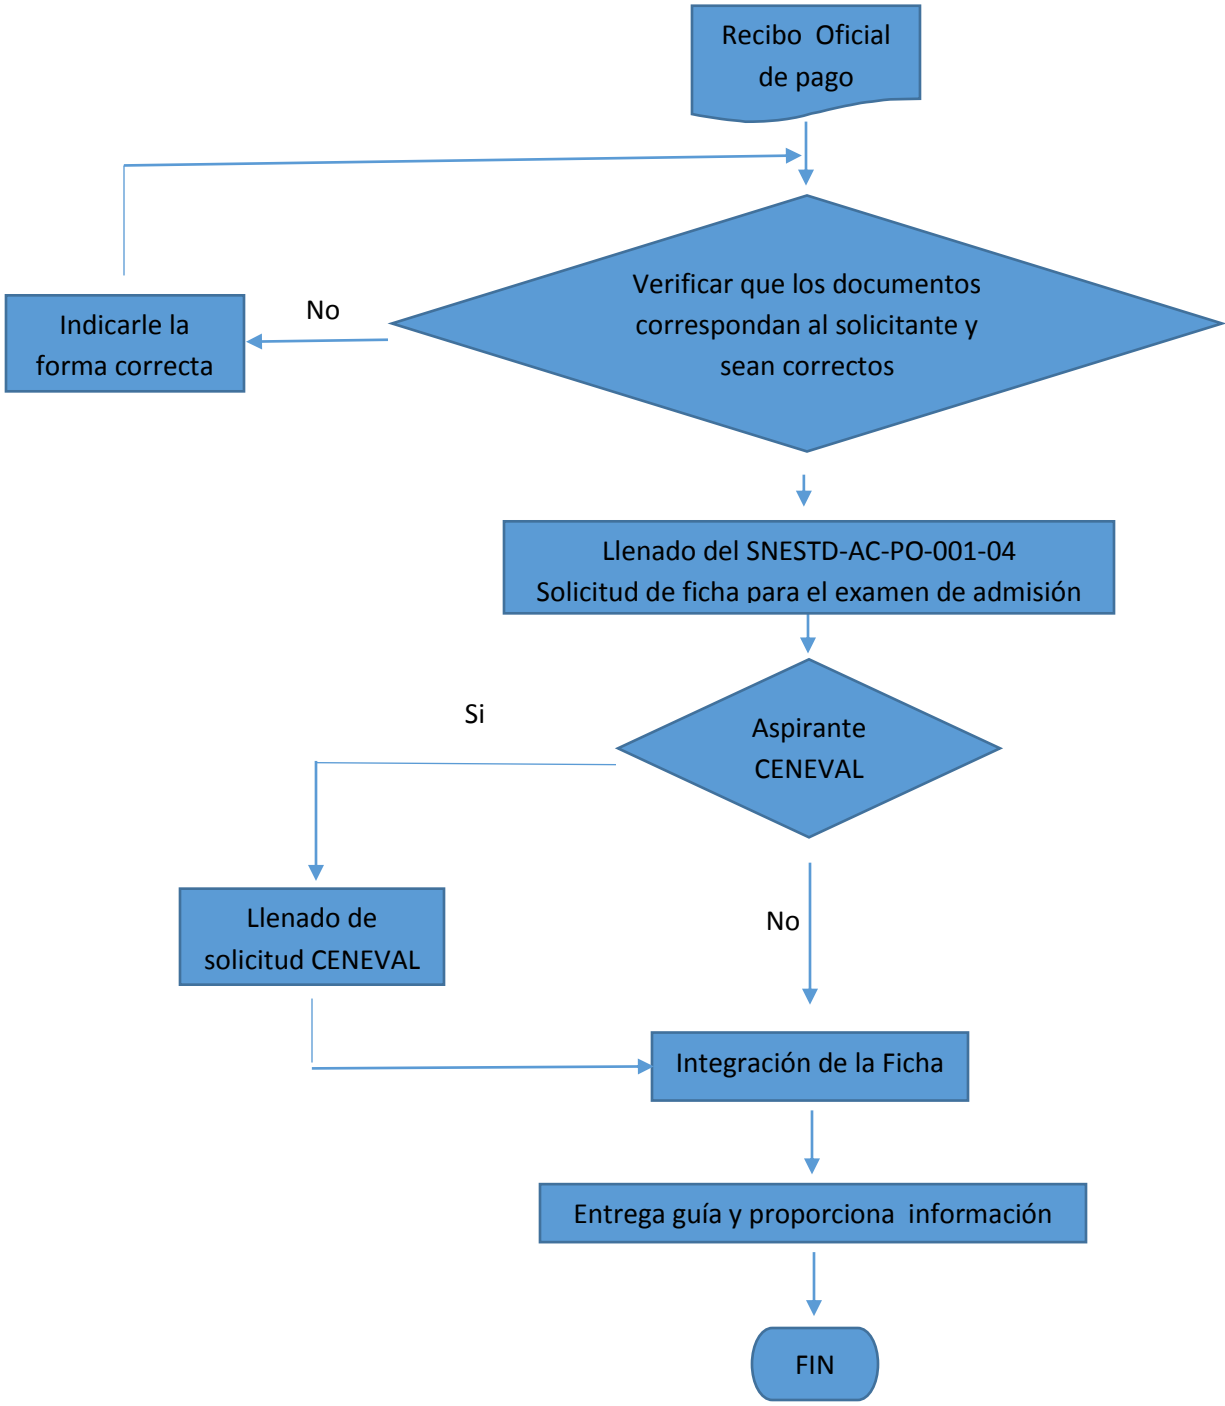 Recibo Oficial
de pago
No
Indicarle la
forma correcta
Verificar que los documentos
correspondan al solicitante y
sean correctos
Llenado del SNESTD-AC-PO-001-04
Solicitud de ficha para el examen de admisión
Si
Aspirante
CENEVAL
Llenado de
solicitud CENEVAL
No
Integración de la Ficha
Entrega guía y proporciona información
FIN